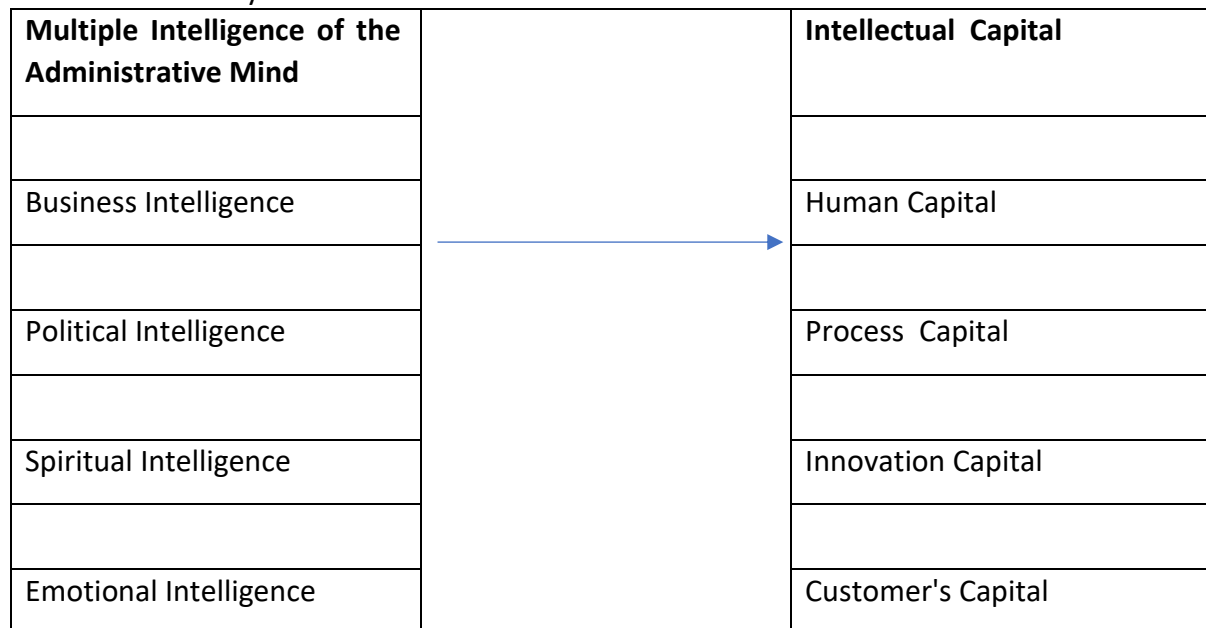 Multiple Intelligence of the
Administrative Mind
Intellectual Capital
Business Intelligence
Human Capital
Political Intelligence
Process Capital
Spiritual Intelligence
Innovation Capital
Emotional Intelligence
Customer's Capital